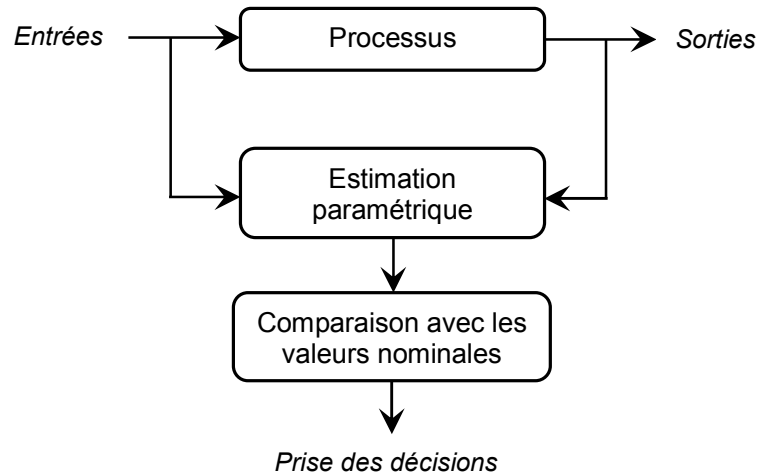 Entrées
Processus
Sorties
Estimation
paramétrique
Comparaison avec les
valeurs nominales
Prise des décisions